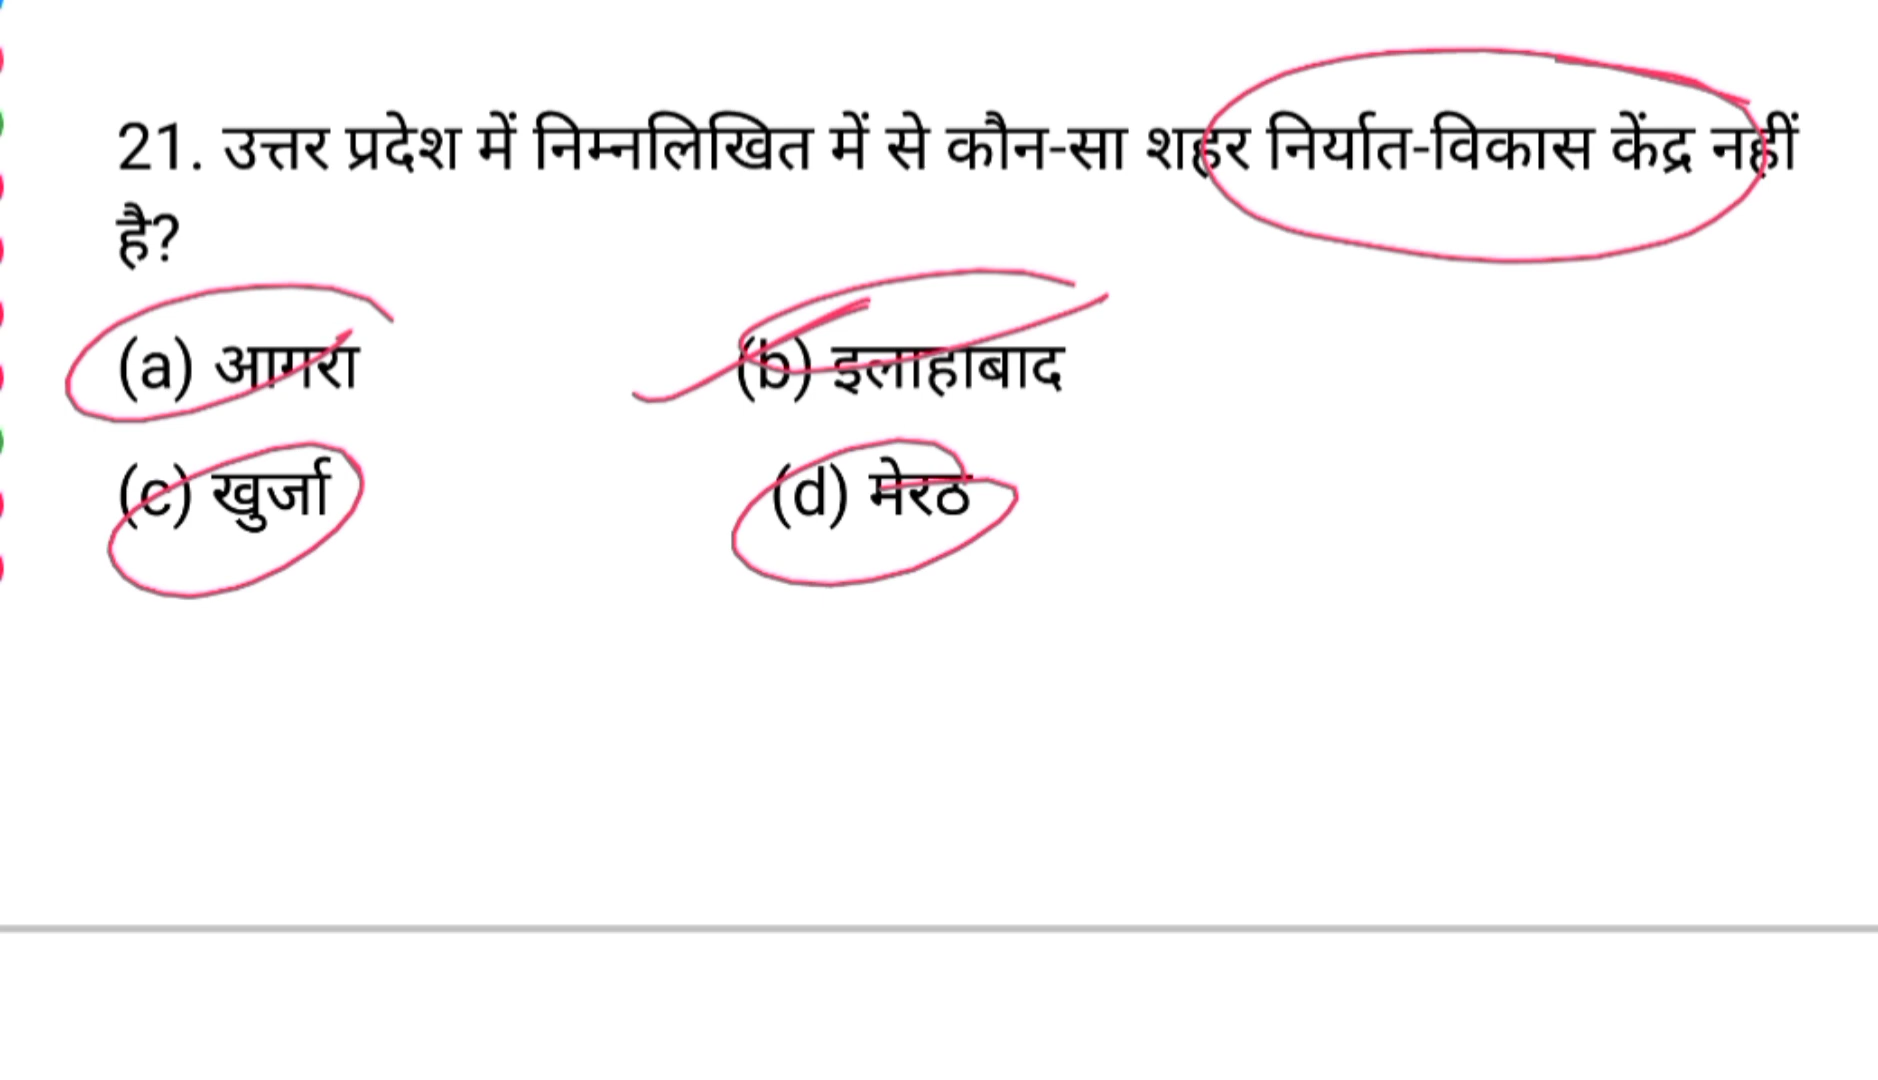 21. उत्तर प्रदेश में निम्नलिखित में से कौन-सा शहर निर्यात-विकास केंद्र नहीं
है?
(a) आगरा (b) इलाहाबाद
(c) खुर्जा (d) मेरठ